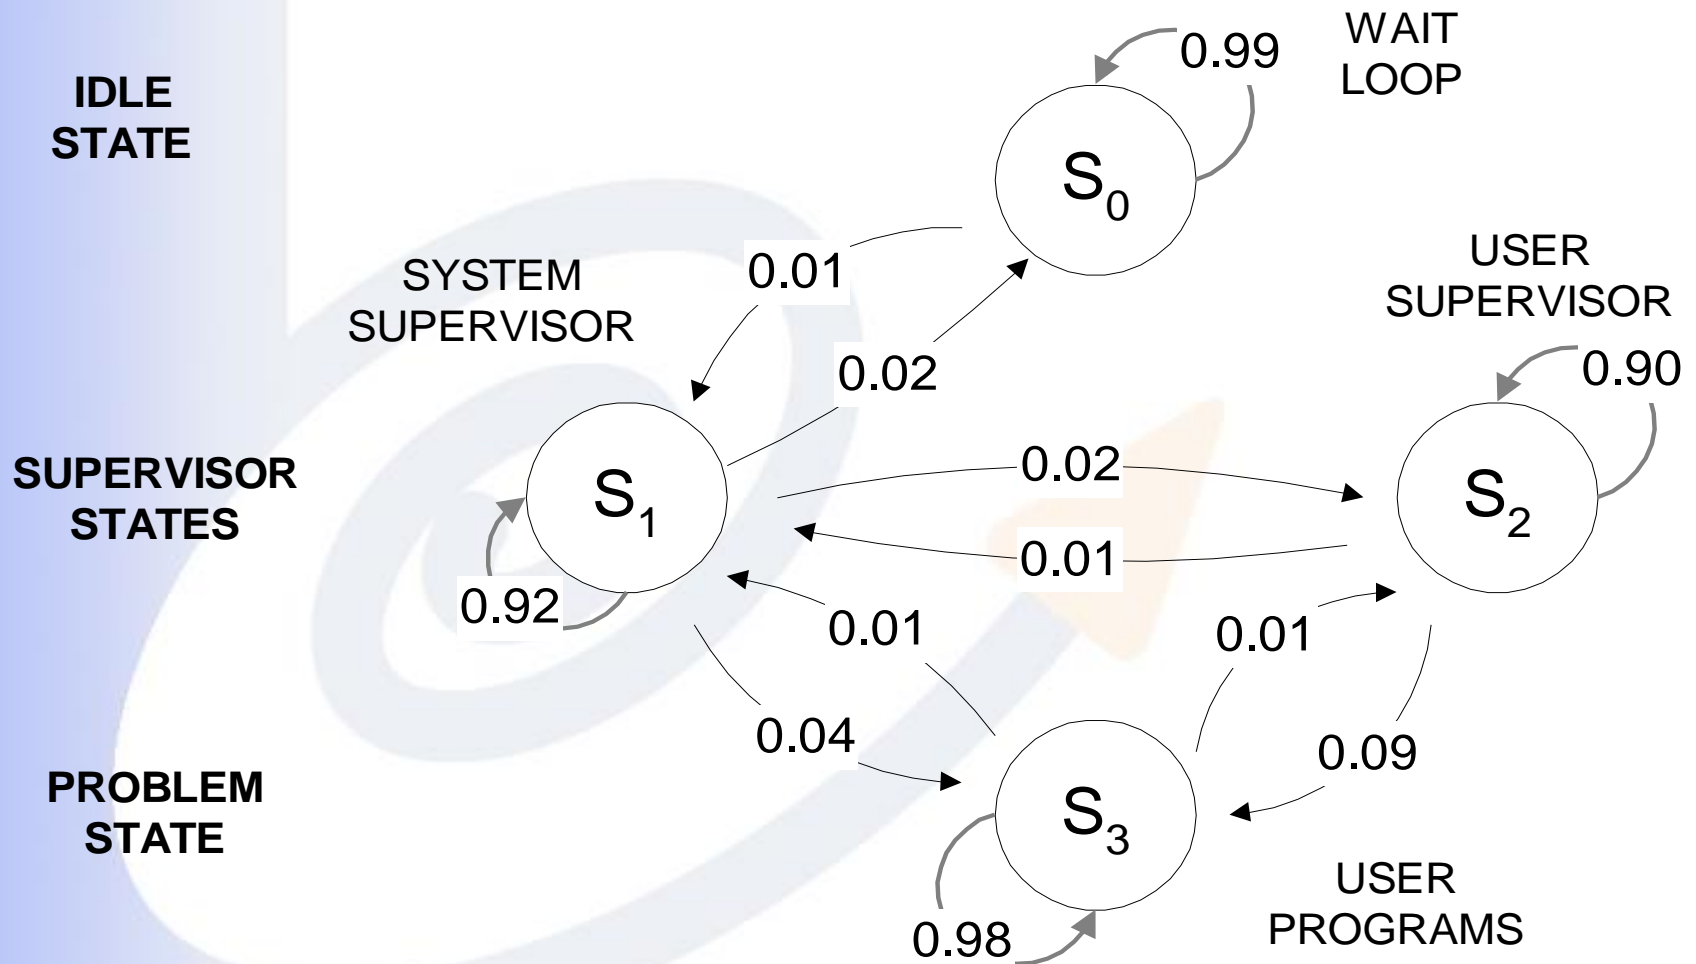 WAIT
LOOP
0.99
IDLE
STATE
S0
0.01
SYSTEM
SUPERVISOR
USER
SUPERVISOR
0.02
0.90
SUPERVISOR
STATES
S1
0.02
S2
0.01
0.92
0.01
0.01
0.04
0.09
PROBLEM
STATE
S3
USER
PROGRAMS
0.98